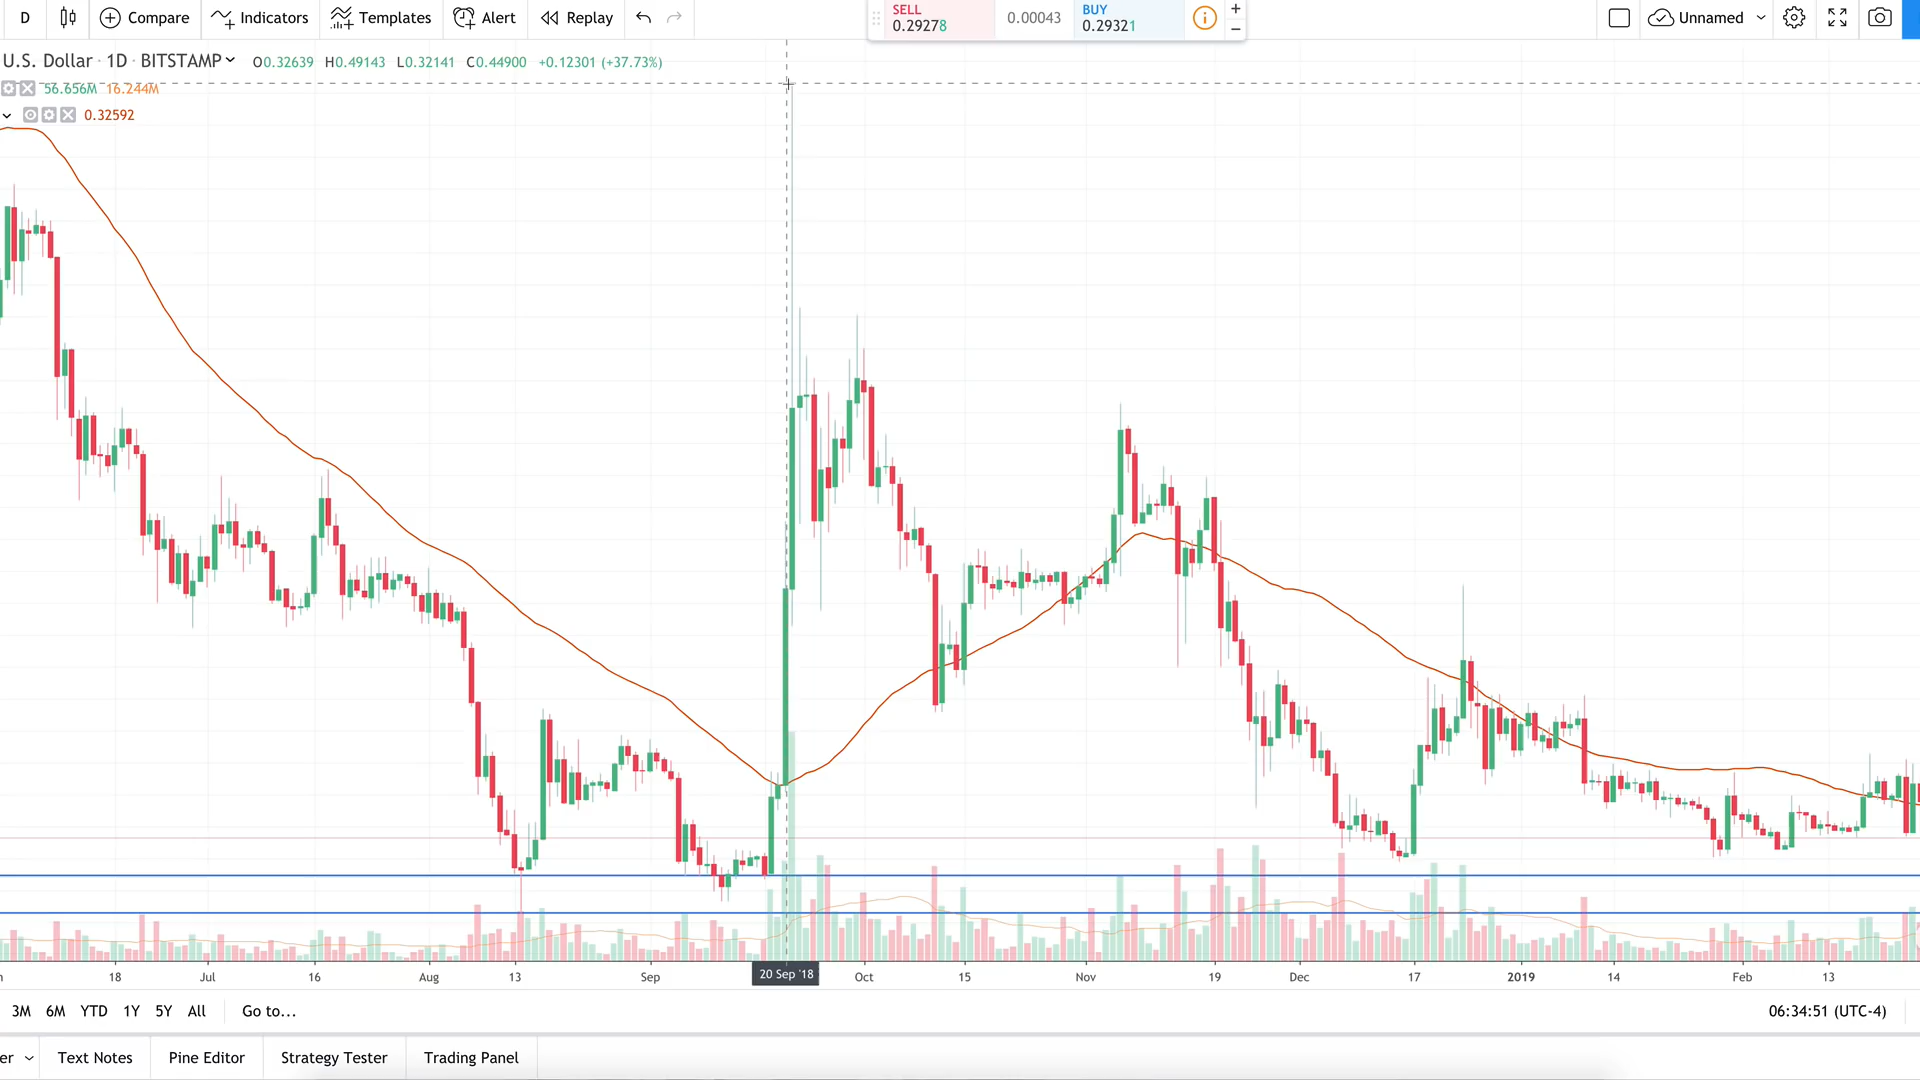 D Compare Indicators Templates Alert Replay
SELL 0.29278 0.00043 BUY 0.29321
Unnamed
U.S. Dollar · 1D · BITSTAMP O0.32639 H0.49143 L0.32141 C0.44900 +0.12301 (+37.73%)
56.656M 16.244M
0.32592
18 Jul 16 Aug 13 Sep 20 Sep '18 Oct 15 Nov 19 Dec 17 2019 14 Feb 13
3M 6M YTD 1Y 5Y All Go to... 06:34:51 (UTC-4)
er Text Notes Pine Editor Strategy Tester Trading Panel